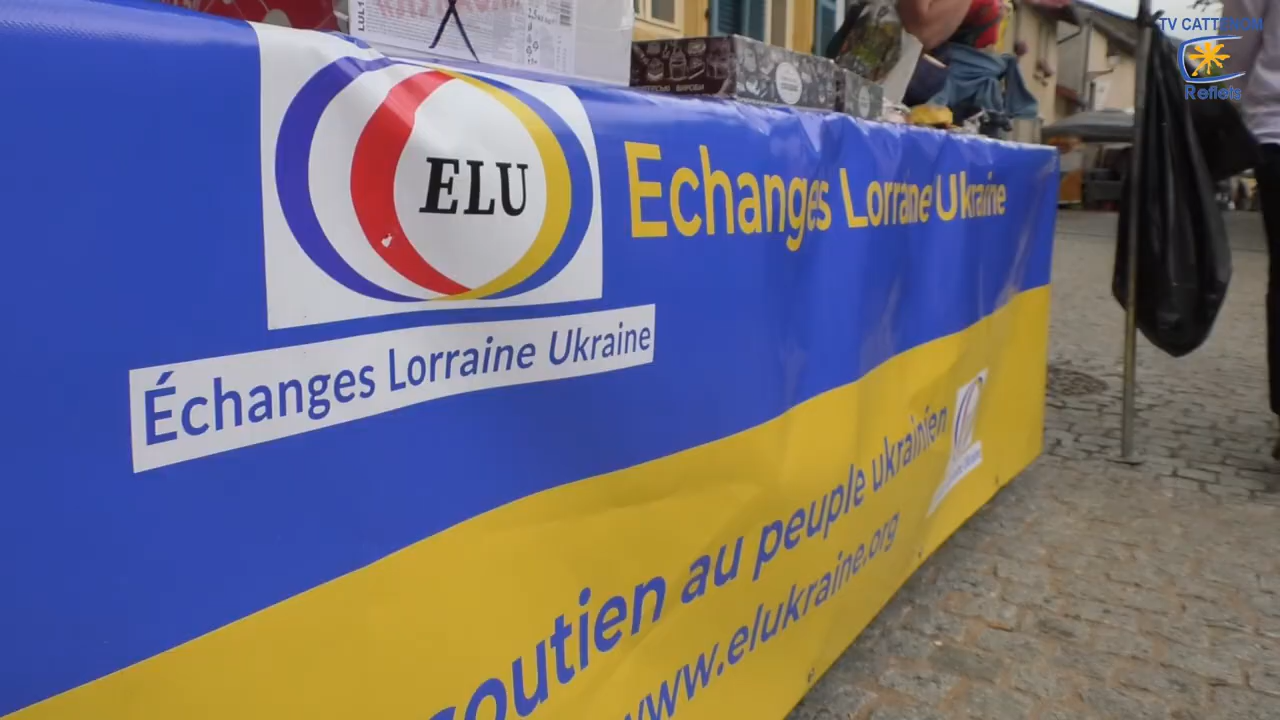 TV CATTENOM
Reflets
ELU
Echanges Lorraine Ukraine
Échanges Lorraine Ukraine
soutien au peuple ukrainien
www.elukraine.org